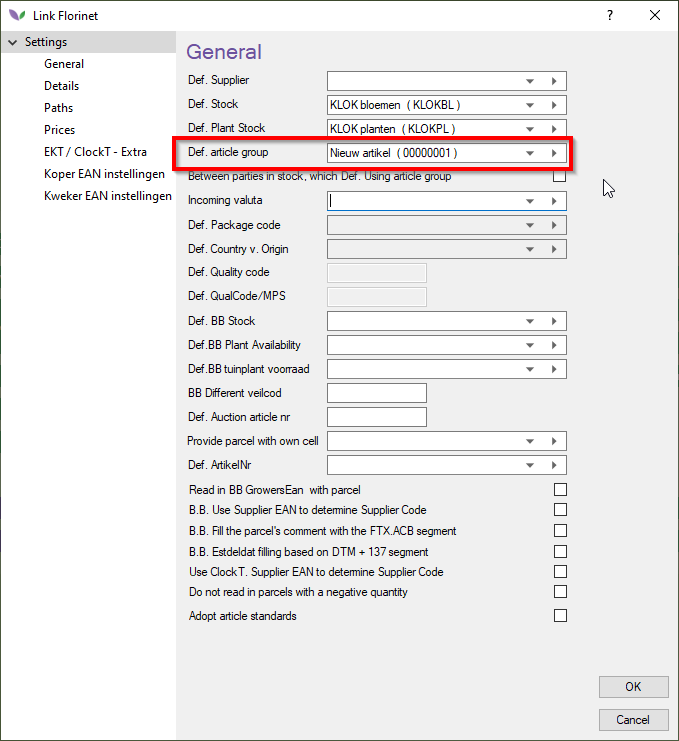 Link Florinet
?
Settings
General
Details
Paths
Prices
EKT / ClockT - Extra
Koper EAN instellingen
Kweker EAN instellingen
General
Def. Supplier
Def. Stock KLOK bloemen ( KLOKBL )
Def. Plant Stock KLOK planten ( KLOKPL )
Def. article group Nieuw artikel ( 00000001 )
Between parties in stock, which Def. Using article group
Incoming valuta
Def. Package code
Def. Country v. Origin
Def. Quality code
Def. QualCode/MPS
Def. BB Stock
Def.BB Plant Availability
Def.BB tuinplant voorraad
BB Different veilcod
Def. Auction article nr
Provide parcel with own cell
Def. ArtikelNr
Read in BB GrowersEan with parcel
B.B. Use Supplier EAN to determine Supplier Code
B.B. Fill the parcel's comment with the FTX.ACB segment
B.B. Estdeldat filling based on DTM + 137 segment
Use Clock T. Supplier EAN to determine Supplier Code
Do not read in parcels with a negative quantity
Adopt article standards
OK
Cancel